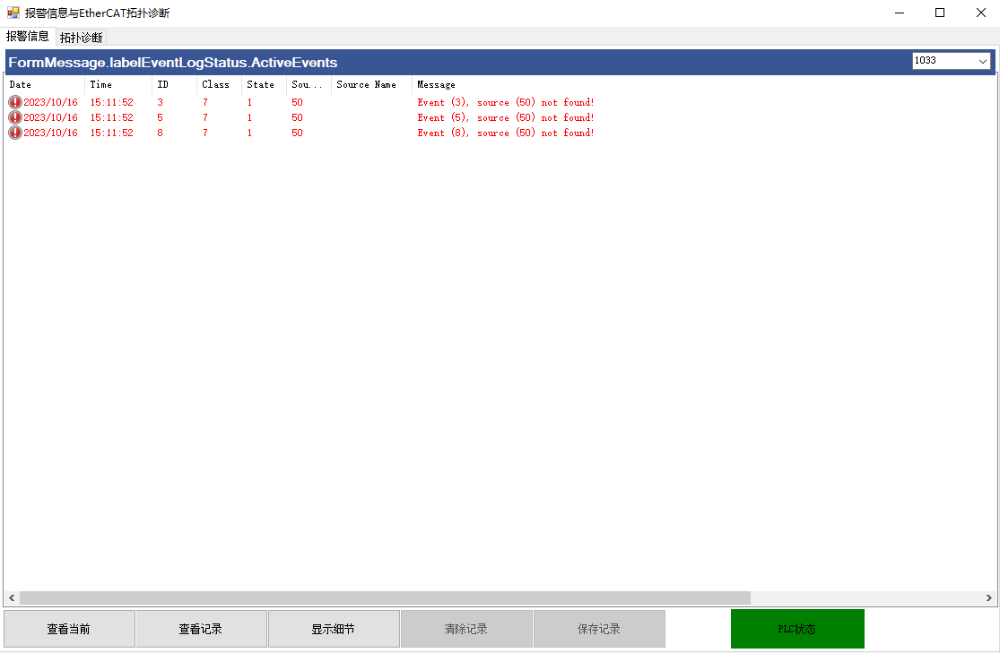 报警信息与EtherCAT拓扑诊断
报警信息 拓扑诊断
FormMessage.labelEventLogStatus.ActiveEvents 1033
Date Time ID Class State Sou... Source Name Message
2023/10/16 15:11:52 3 7 1 50 Event (3), source (50) not found!
2023/10/16 15:11:52 5 7 1 50 Event (5), source (50) not found!
2023/10/16 15:11:52 8 7 1 50 Event (8), source (50) not found!
查看当前 查看记录 显示细节 清除记录 保存记录 PLC状态